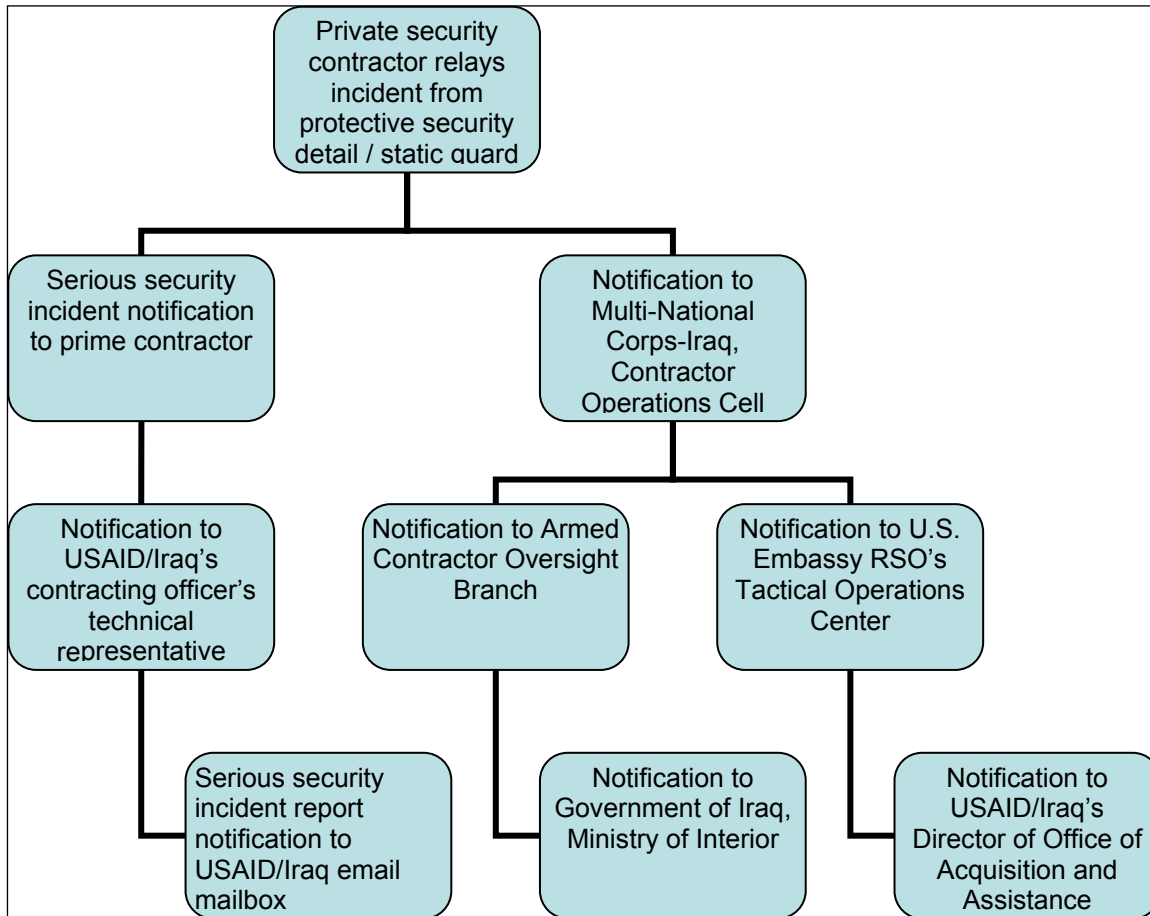 Private security
contractor relays
incident from
protective security
detail / static guard
Serious security
incident notification
to prime contractor
Notification to
Multi-National
Corps-Iraq,
Contractor
Operations Cell
Notification to
USAID/Iraq’s
contracting officer’s
technical
representative
Notification to Armed
Contractor Oversight
Branch
Notification to U.S.
Embassy RSO’s
Tactical Operations
Center
Serious security
incident report
notification to
USAID/Iraq email
mailbox
Notification to
Government of Iraq,
Ministry of Interior
Notification to
USAID/Iraq’s
Director of Office of
Acquisition and
Assistance